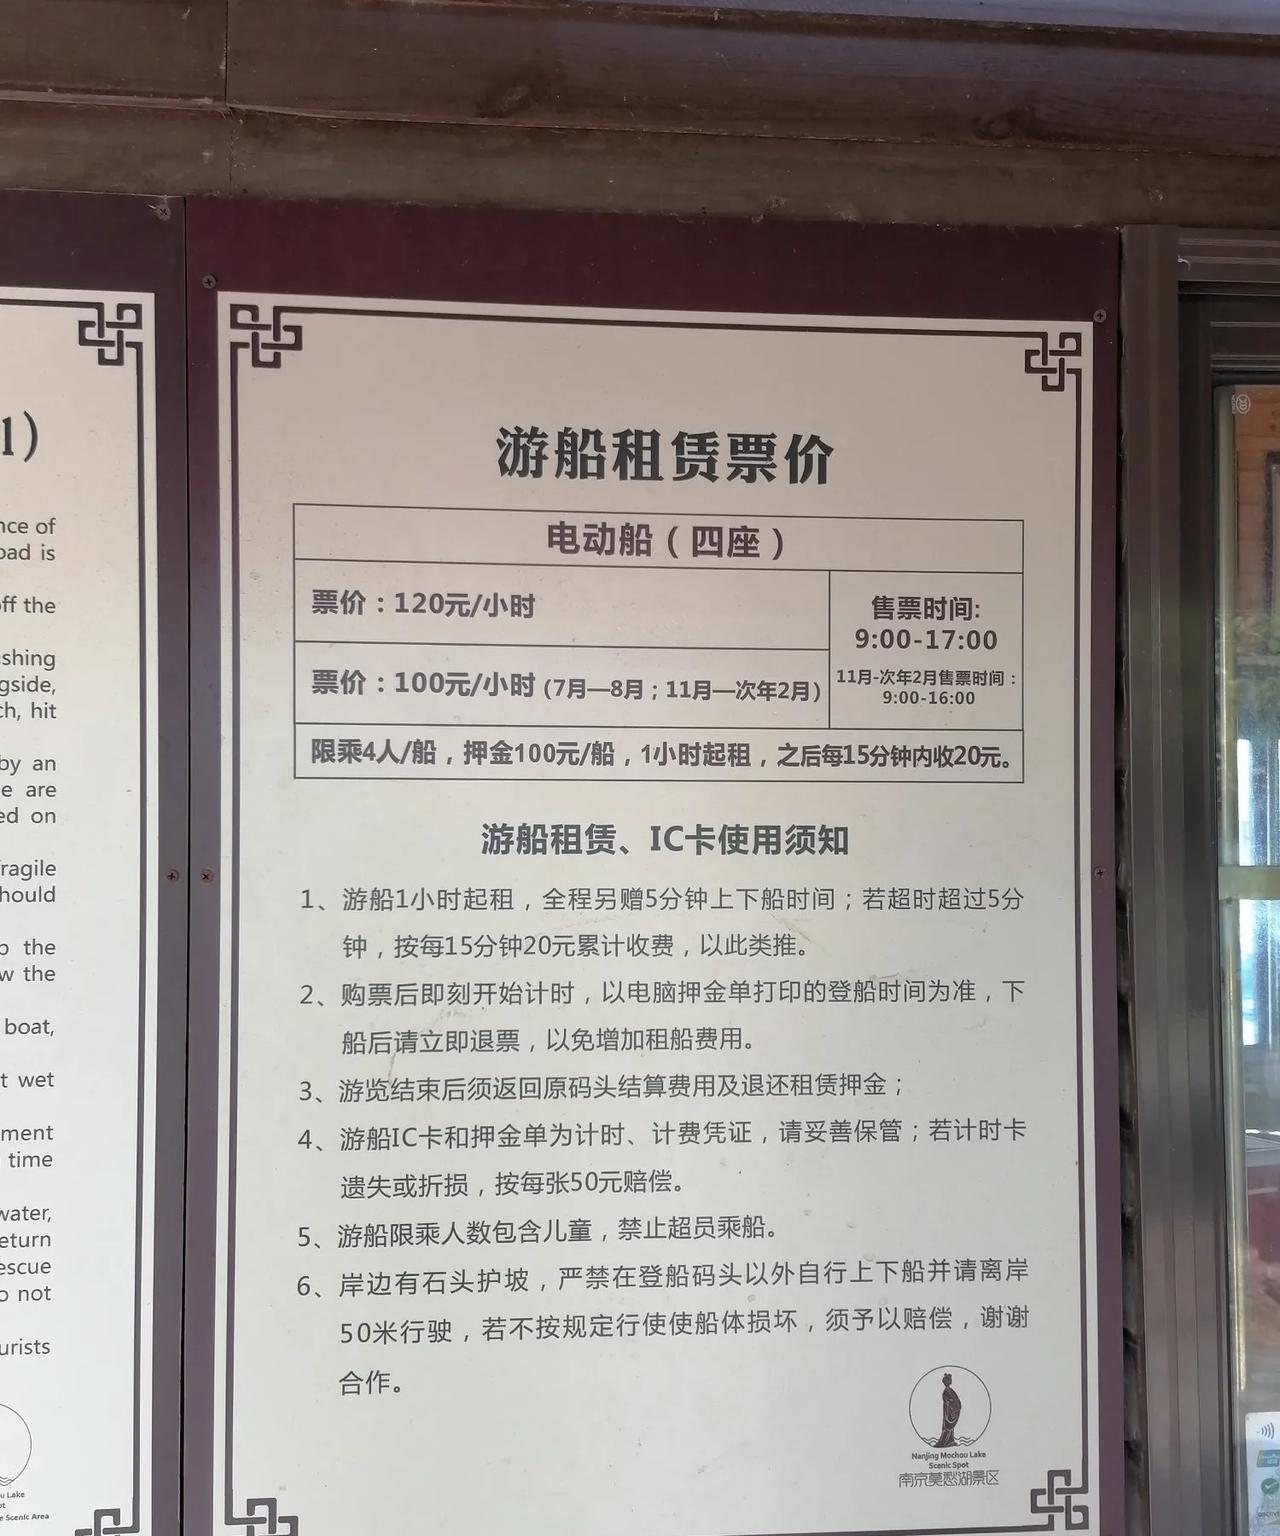 1)
nce of
oad is
off the
shing
gside,
ch, hit
by an
e are
ed on
ragile
hould
p the
w the
boat,
t wet
ment
time
water,
eturn
escue
o not
urists
u Lake
ot
e Scenic Area
游船租赁票价
电动船（四座）
票价：120元/小时
售票时间:
9:00-17:00
票价：100元/小时 (7月—8月；11月—次年2月)
11月-次年2月售票时间：
9:00-16:00
限乘4人/船，押金100元/船，1小时起租，之后每15分钟内收20元。
游船租赁、IC卡使用须知
1、游船1小时起租，全程另赠5分钟上下船时间；若超时超过5分
钟，按每15分钟20元累计收费，以此类推。
2、购票后即刻开始计时，以电脑押金单打印的登船时间为准，下
船后请立即退票，以免增加租船费用。
3、游览结束后须返回原码头结算费用及退还租赁押金；
4、游船IC卡和押金单为计时、计费凭证，请妥善保管；若计时卡
遗失或折损，按每张50元赔偿。
5、游船限乘人数包含儿童，禁止超员乘船。
6、岸边有石头护坡，严禁在登船码头以外自行上下船并请离岸
50米行驶，若不按规定行使使船体损坏，须予以赔偿，谢谢
合作。
Nanjing Mochou Lake
Scenic Spot
南京莫愁湖景区